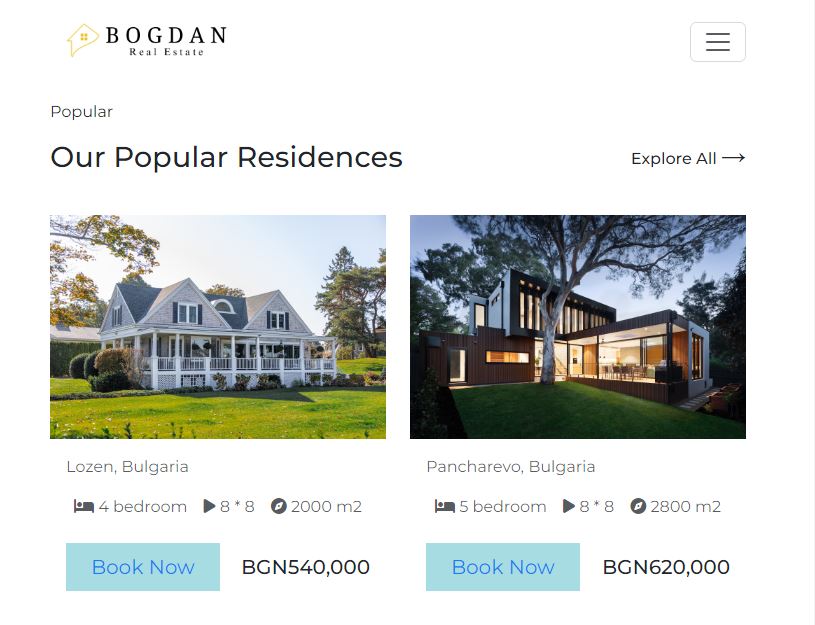 BOGDAN
Real Estate
Popular
Our Popular Residences
Explore All
Lozen, Bulgaria
4 bedroom 8 * 8 2000 m2
Book Now BGN540,000
Pancharevo, Bulgaria
5 bedroom 8 * 8 2800 m2
Book Now BGN620,000